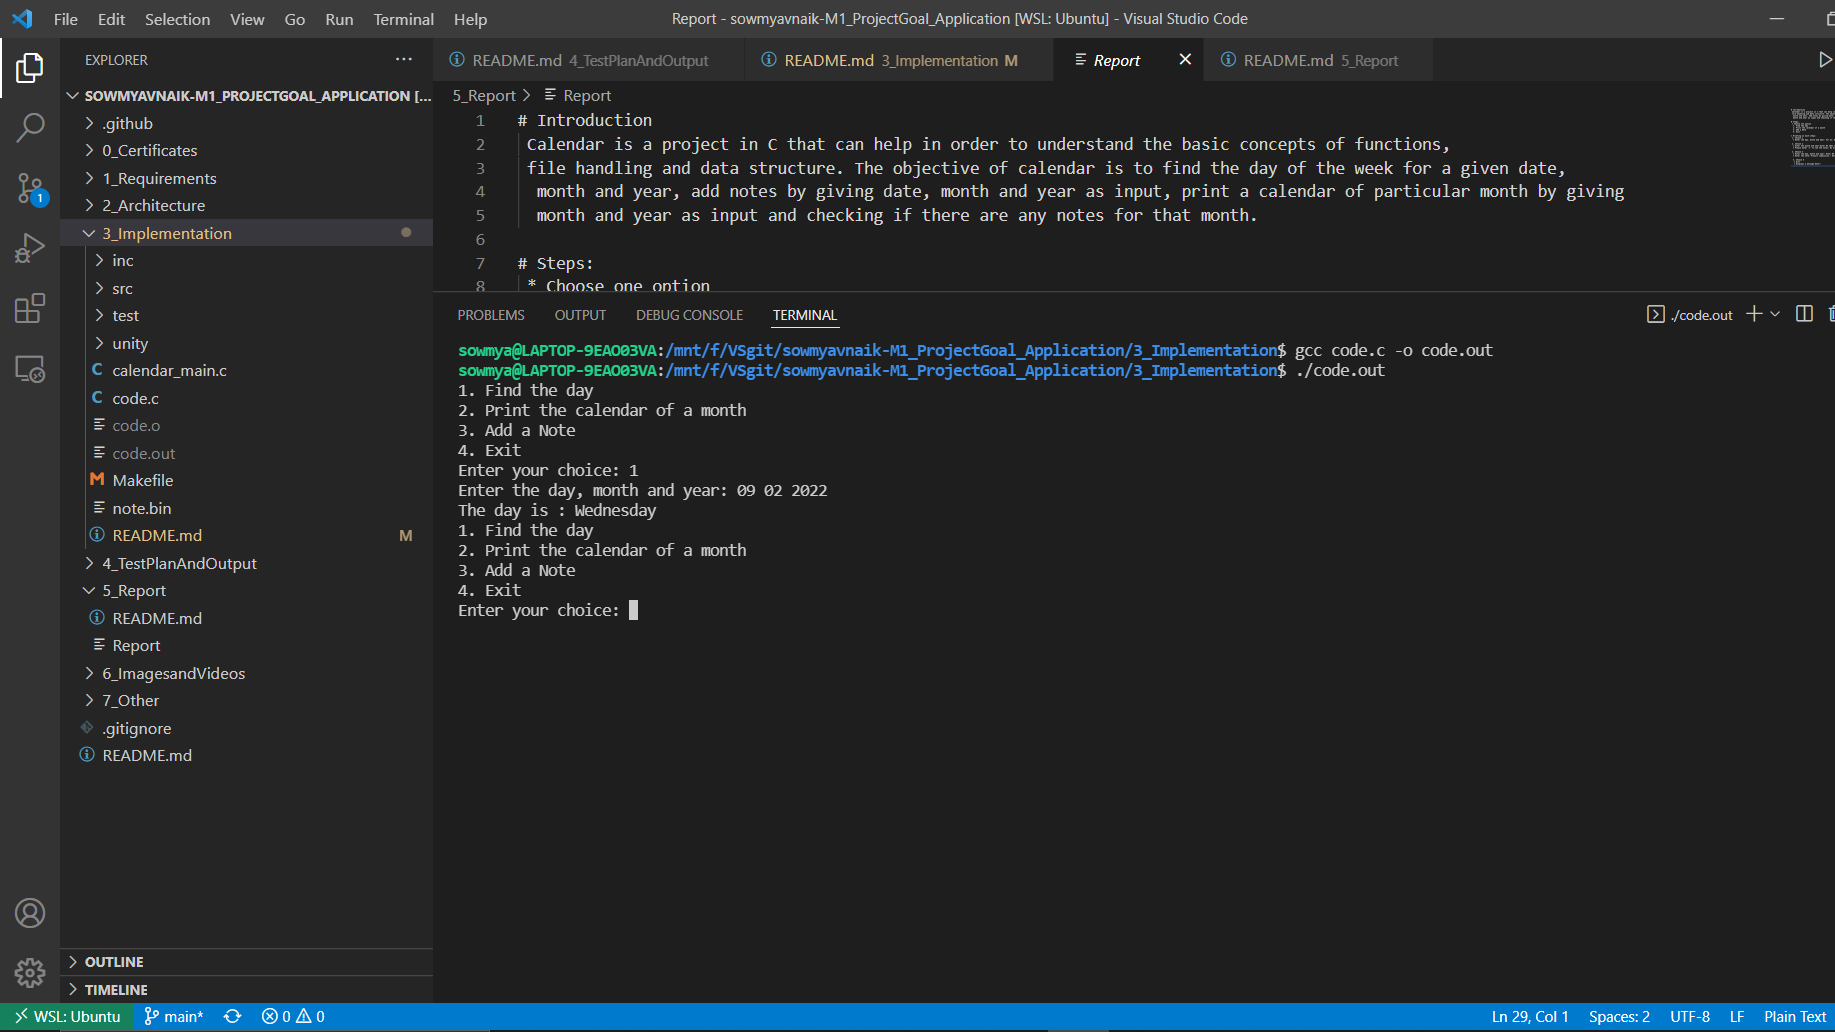 File Edit Selection View Go Run Terminal Help
Report - sowmyavnaik-M1_ProjectGoal_Application [WSL: Ubuntu] - Visual Studio Code
EXPLORER
SOWMYAVNAIK-M1_PROJECTGOAL_APPLICATION [...
.github
0_Certificates
1_Requirements
2_Architecture
3_Implementation
inc
src
test
unity
calendar_main.c
code.c
code.o
code.out
Makefile
note.bin
README.md M
4_TestPlanAndOutput
5_Report
README.md
Report
6_ImagesandVideos
7_Other
.gitignore
README.md
OUTLINE
TIMELINE
README.md 4_TestPlanAndOutput
README.md 3_Implementation M
Report
README.md 5_Report
5_Report > Report
1 # Introduction
2 Calendar is a project in C that can help in order to understand the basic concepts of functions,
3 file handling and data structure. The objective of calendar is to find the day of the week for a given date,
4 month and year, add notes by giving date, month and year as input, print a calendar of particular month by giving
5 month and year as input and checking if there are any notes for that month.
6
7 # Steps:
8 * Choose one option
PROBLEMS OUTPUT DEBUG CONSOLE TERMINAL
./code.out
sowmya@LAPTOP-9EAO03VA:/mnt/f/VSgit/sowmyavnaik-M1_ProjectGoal_Application/3_Implementation$ gcc code.c -o code.out
sowmya@LAPTOP-9EAO03VA:/mnt/f/VSgit/sowmyavnaik-M1_ProjectGoal_Application/3_Implementation$ ./code.out
1. Find the day
2. Print the calendar of a month
3. Add a Note
4. Exit
Enter your choice: 1
Enter the day, month and year: 09 02 2022
The day is : Wednesday
1. Find the day
2. Print the calendar of a month
3. Add a Note
4. Exit
Enter your choice:
1
WSL: Ubuntu main* 0 0
Ln 29, Col 1 Spaces: 2 UTF-8 LF Plain Text